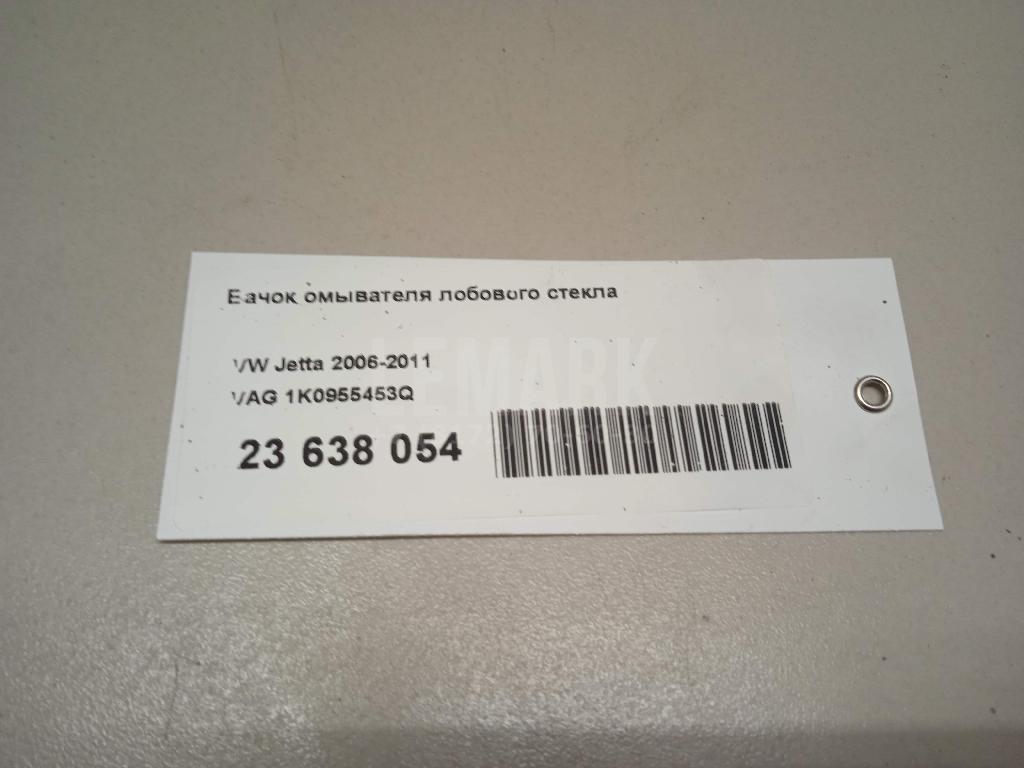 Бачок омывателя лобового стекла
VW Jetta 2006-2011
VAG 1K0955453Q
LEMARK
23 638 054